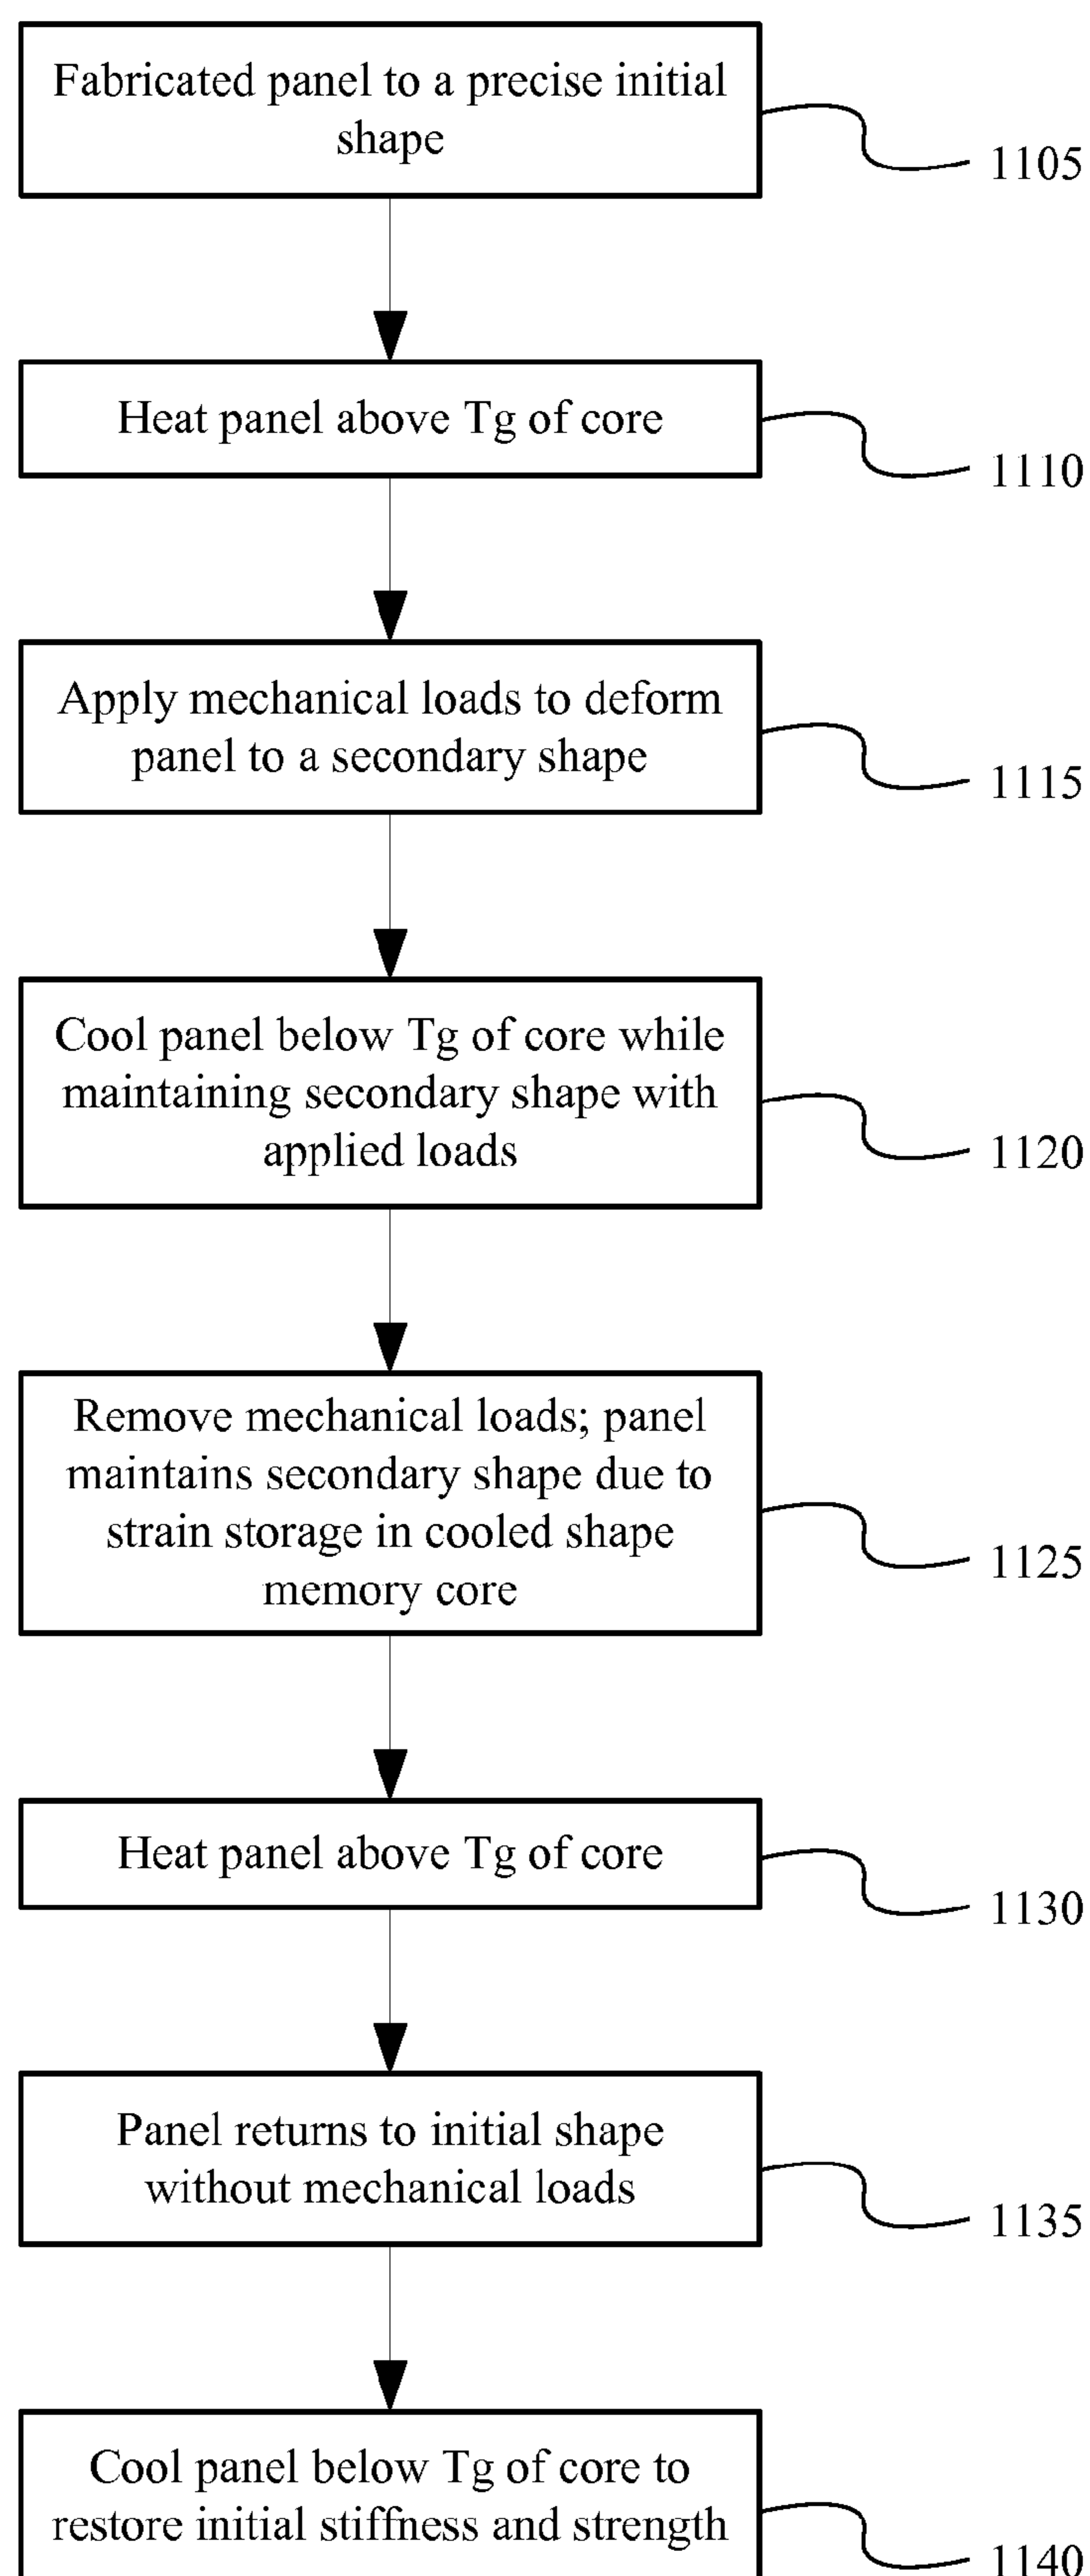 Fabricated panel to a precise initial
shape
1105
Heat panel above Tg of core
1110
Apply mechanical loads to deform
panel to a secondary shape
1115
Cool panel below Tg of core while
maintaining secondary shape with
applied loads
1120
Remove mechanical loads; panel
maintains secondary shape due to
strain storage in cooled shape
memory core
1125
Heat panel above Tg of core
1130
Panel returns to initial shape
without mechanical loads
1135
Cool panel below Tg of core to
restore initial stiffness and strength
1140